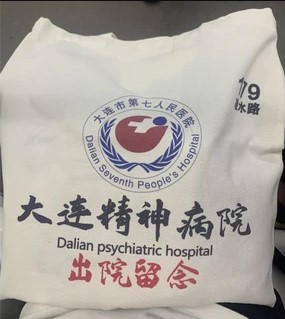 大连市第七人民医院
Dalian Seventh People's Hospital
9
水路
大连精神病院
Dalian psychiatric hospital
出院留念